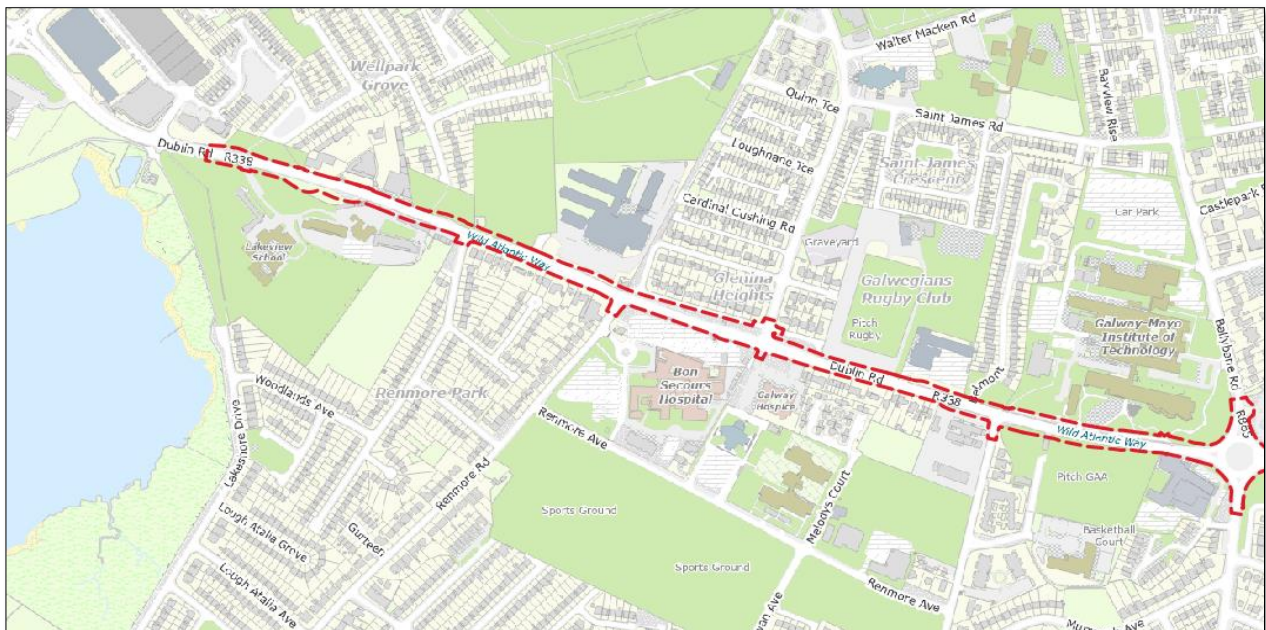 Walter Macken Rd
Wellpark
Grove
Bayview Rise
Quinn Tce
Saint James Rd
Dublin Rd
R338
Loughnane Tce
Saint James
Crescent
Castlepark
Cardinal Cushing Rd
Car Park
Graveyard
Lakeview
School
Wild Atlantic Way
Glenina
Heights
Galwegians
Rugby Club
Pitch
Rugby
Galway-Mayo
Institute of
Technology
Ballybane Rd
Bon
Secours
Hospital
Dublin Rd
Woodlands Ave
Renmore Park
Galway
Hospice
R338
Belmont
R865
Lakeshore Drive
Renmore Ave
Wild Atlantic Way
Renmore Rd
Pitch GAA
Melodys Court
Sports Ground
Lough Atalia Grove
Gurteen
Basketball
Court
Sports Ground
Lough Atalia Ave
Renmore Ave